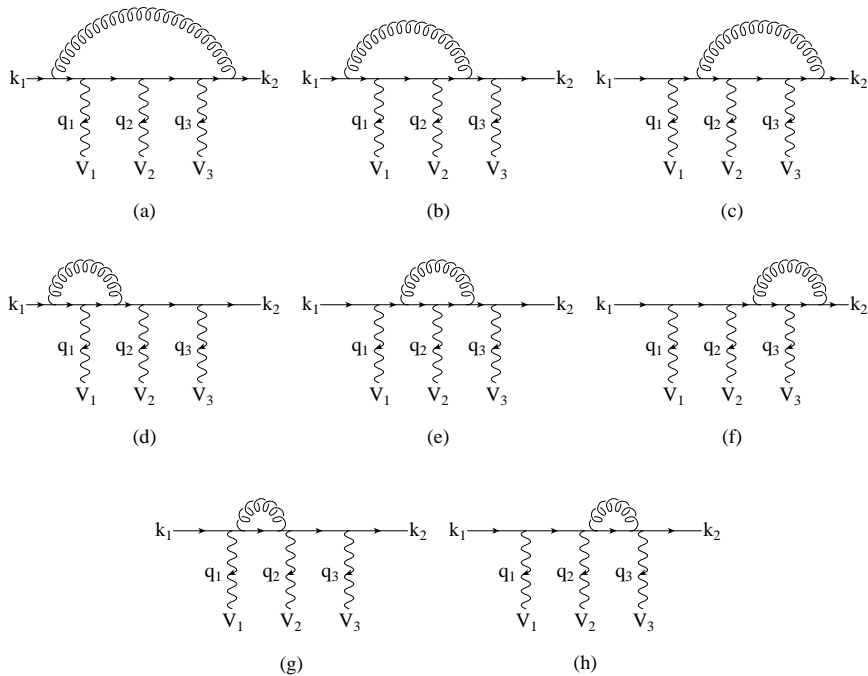 k1 k2 k1 k2 k1 k2
q1 q2 q3 q1 q2 q3 q1 q2 q3
V1 V2 V3 V1 V2 V3 V1 V2 V3
(a) (b) (c)
k1 k2 k1 k2 k1 k2
q1 q2 q3 q1 q2 q3 q1 q2 q3
V1 V2 V3 V1 V2 V3 V1 V2 V3
(d) (e) (f)
k1 k2 k1 k2
q1 q2 q3 q1 q2 q3
V1 V2 V3 V1 V2 V3
(g) (h)